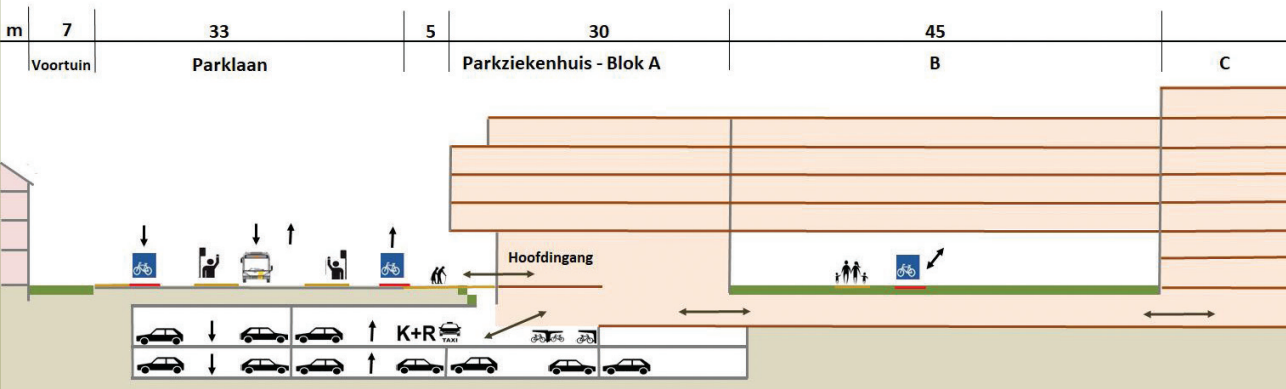 m 7 33 5 30 45
Voortuin Parklaan Parkziekenhuis - Blok A B C
Hoofdingang
K+R TAXI